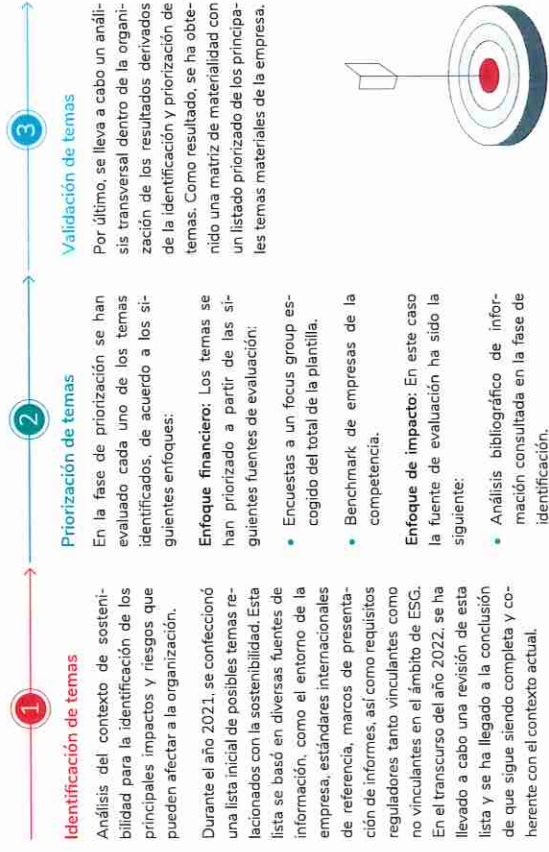 1
Identificación de temas
Análisis del contexto de sosteni-
bilidad para la identificación de los
principales impactos y riesgos que
pueden afectar a la organización.
Durante el año 2021, se confeccionó
una lista inicial de posibles temas re-
lacionados con la sostenibilidad. Esta
lista se basó en diversas fuentes de
información, como el entorno de la
empresa, estándares internacionales
de referencia, marcos de presenta-
ción de informes, así como requisitos
reguladores tanto vinculantes como
no vinculantes en el ámbito de ESG.
En el transcurso del año 2022, se ha
llevado a cabo una revisión de esta
lista y se ha llegado a la conclusión
de que sigue siendo completa y co-
herente con el contexto actual.
2
Priorización de temas
En la fase de priorización se han
evaluado cada uno de los temas
identificados, de acuerdo a los si-
guientes enfoques:
Enfoque financiero: Los temas se
han priorizado a partir de las si-
guientes fuentes de evaluación:
• Encuestas a un focus group es-
cogido del total de la plantilla.
• Benchmark de empresas de la
competencia.
Enfoque de impacto: En este caso
la fuente de evaluación ha sido la
siguiente:
• Análisis bibliográfico de infor-
mación consultada en la fase de
identificación.
3
Validación de temas
Por último, se lleva a cabo un análi-
sis transversal dentro de la organi-
zación de los resultados derivados
de la identificación y priorización de
temas. Como resultado, se ha obte-
nido una matriz de materialidad con
un listado priorizado de los principa-
les temas materiales de la empresa.